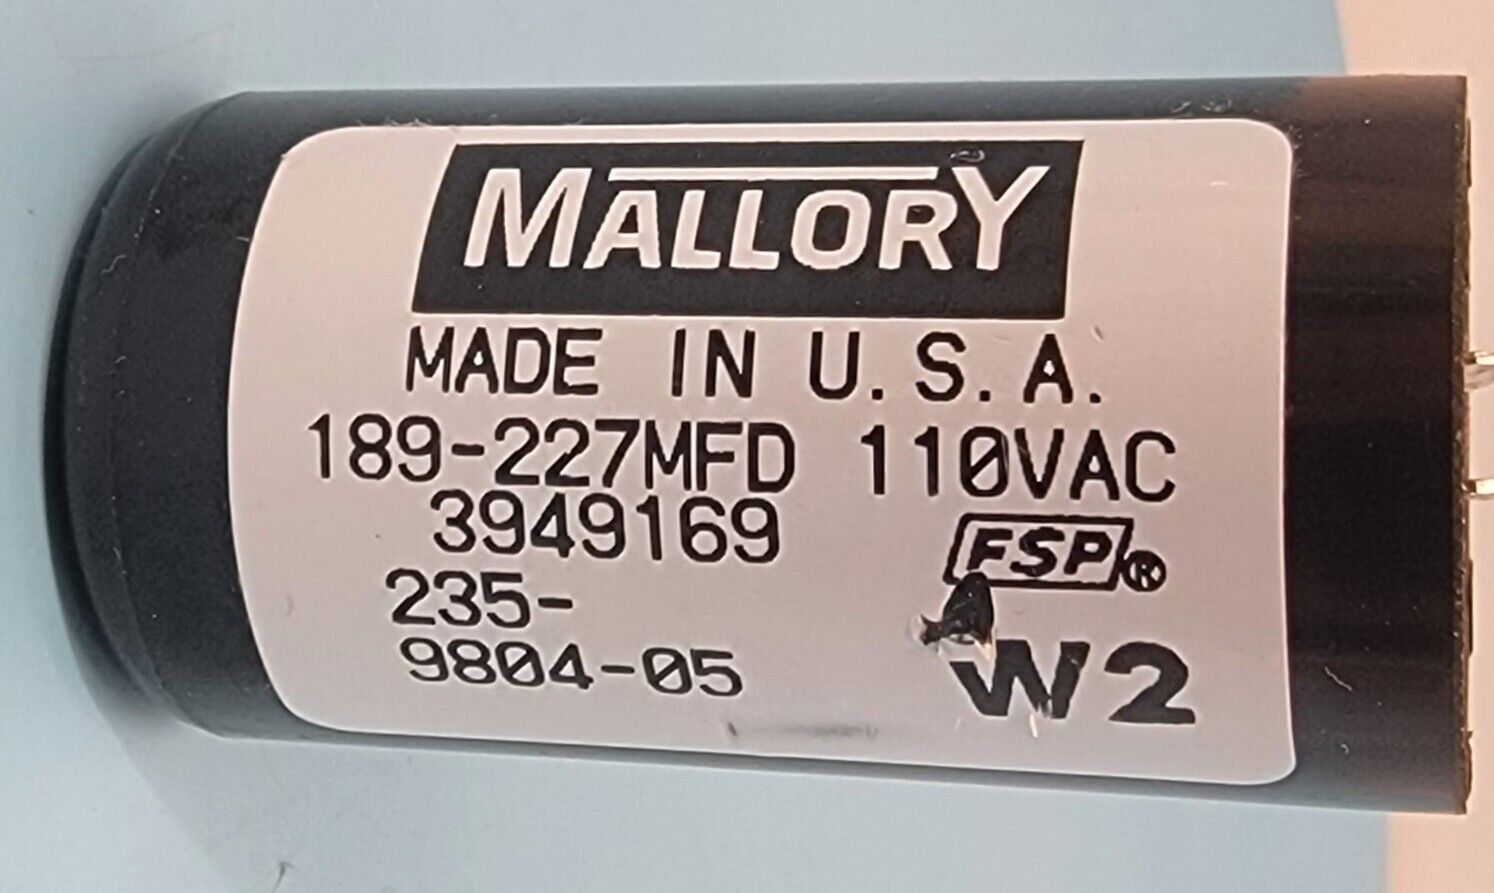 MALLORY
MADE IN U.S.A.
189-227MFD 110VAC
3949169
FSP®
235-
9804-05
W2